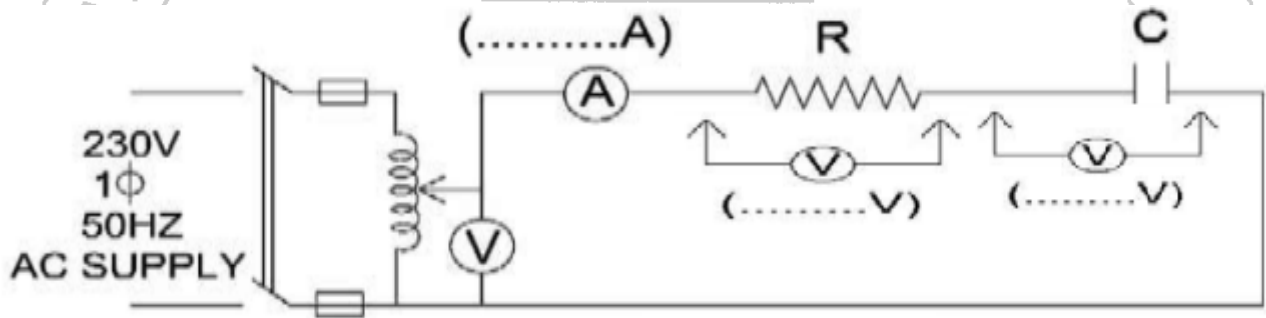 (..........A)
R
C
A
230V
1Φ
50HZ
AC SUPPLY
V
V
(.........V)
V
(........V)